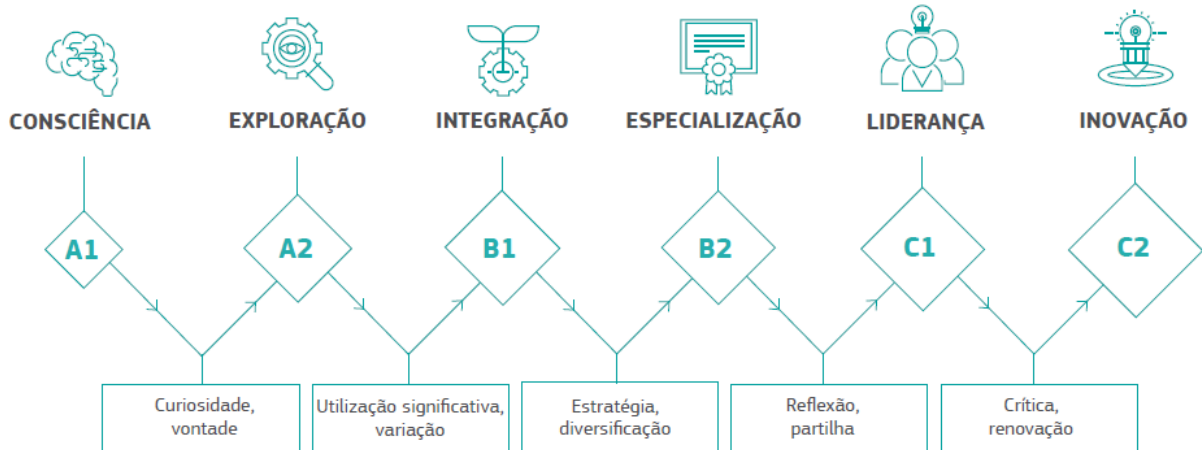 CONSCIÊNCIA
EXPLORAÇÃO
INTEGRAÇÃO
ESPECIALIZAÇÃO
LIDERANÇA
INOVAÇÃO
A1
A2
B1
B2
C1
C2
Curiosidade,
vontade
Utilização significativa,
variação
Estratégia,
diversificação
Reflexão,
partilha
Crítica,
renovação